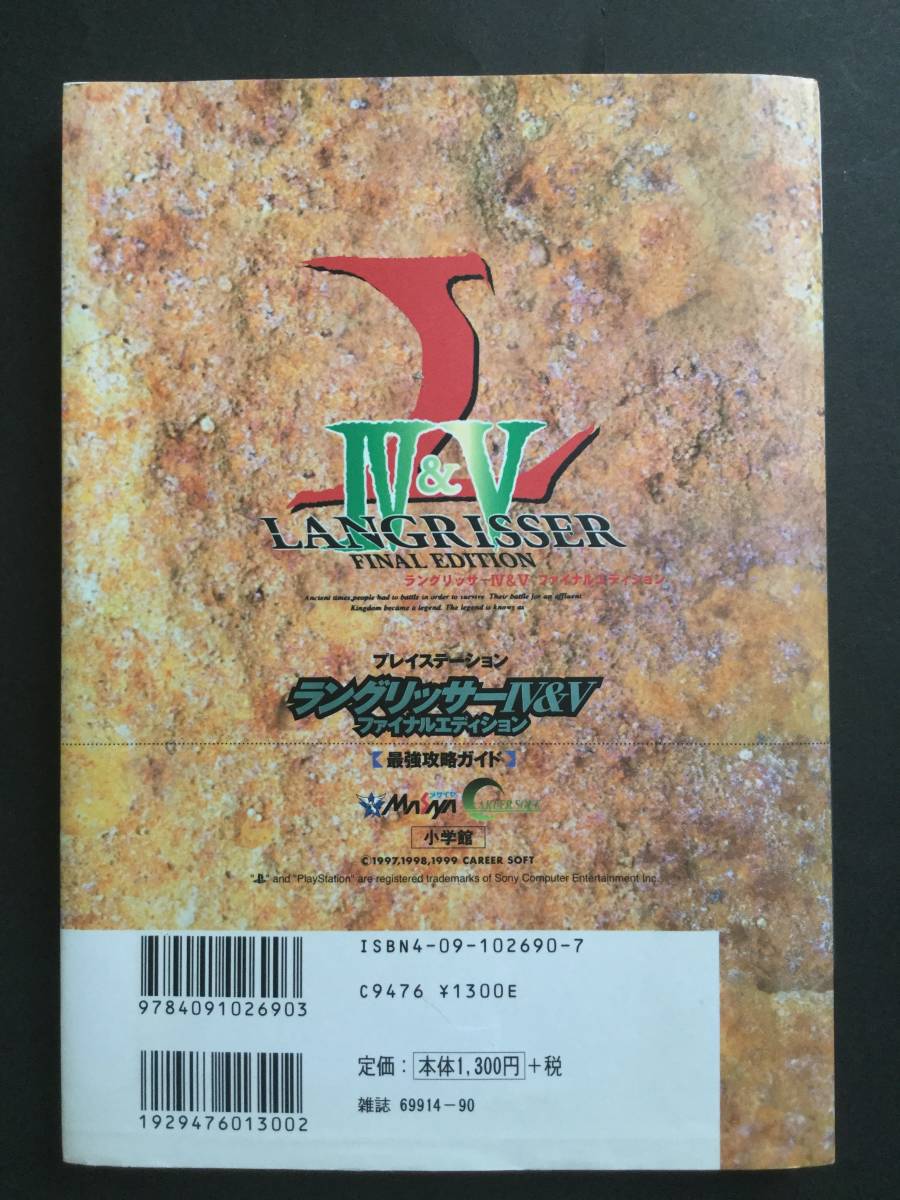 L
IV&V
LANGRISSER
FINAL EDITION
ラングリッサーIV&V ファイナルエディション
Ancient times,people had to battle in order to survive. Their battle for an affluent
Kingdom became a legend. The legend is knows as
プレイステーション
ラングリッサーIV&V
ファイナルエディション
【最強攻略ガイド】
メサイヤ
MASAYA CAREER SOFT
小学館
©1997,1998,1999 CAREER SOFT
" " and "PlayStation" are registered trademarks of Sony Computer Entertainment Inc.
ISBN4-09-102690-7
9784091026903
C9476 ¥1300E
定価：本体1,300円+税
雑誌 69914-90
1929476013002